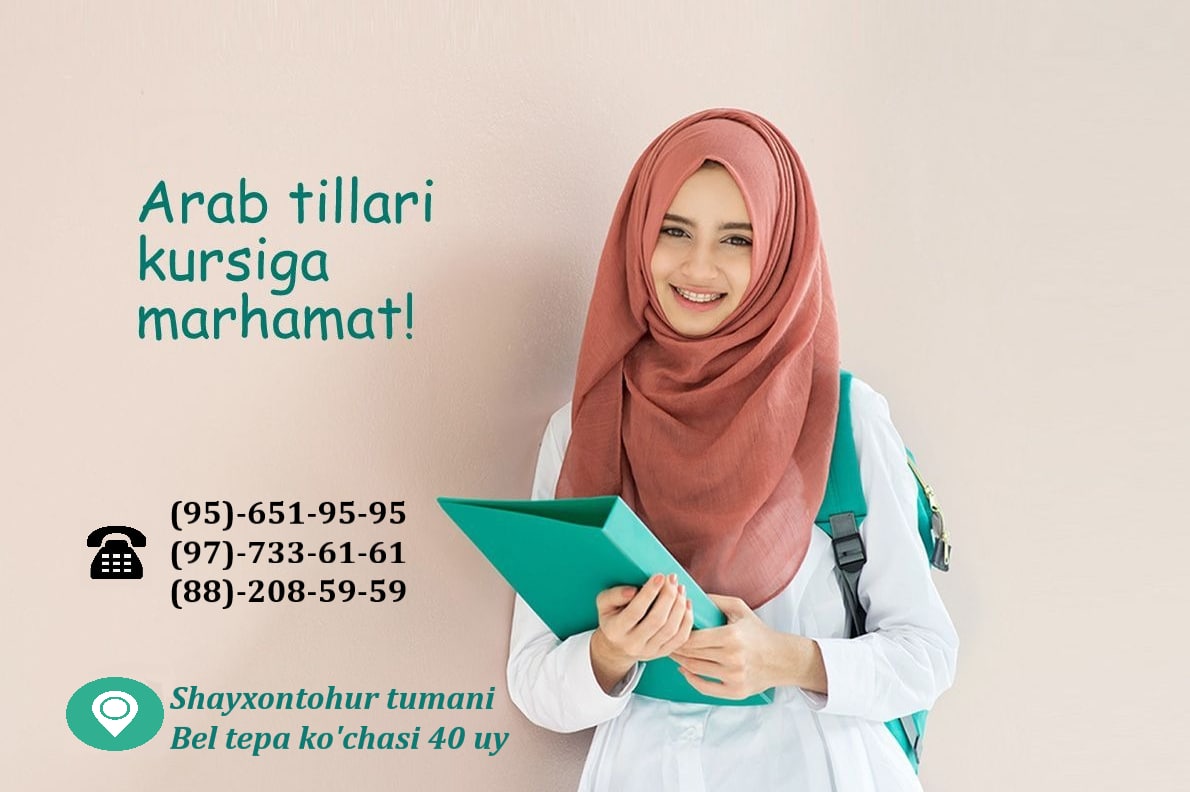 Arab tillari
kursiga
marhamat!
(95)-651-95-95
(97)-733-61-61
(88)-208-59-59
Shayxontohur tumani
Bel tepa ko'chasi 40 uy